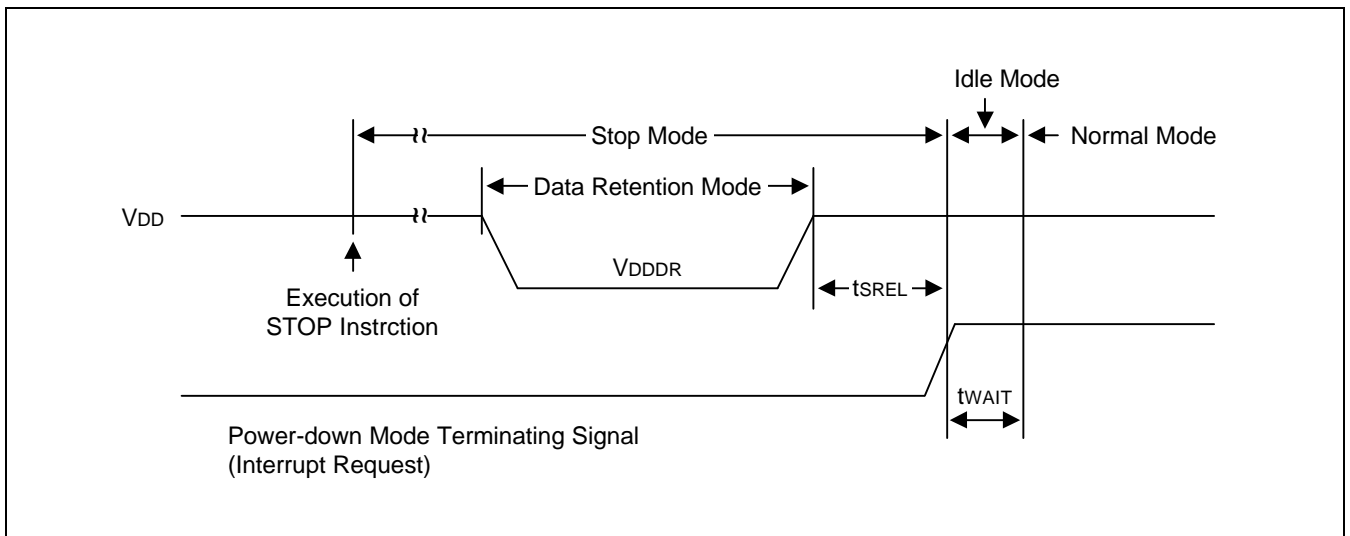 Idle Mode
Stop Mode
Normal Mode
Data Retention Mode
VDD
VDDDR
tSREL
Execution of
STOP Instrction
tWAIT
Power-down Mode Terminating Signal
(Interrupt Request)